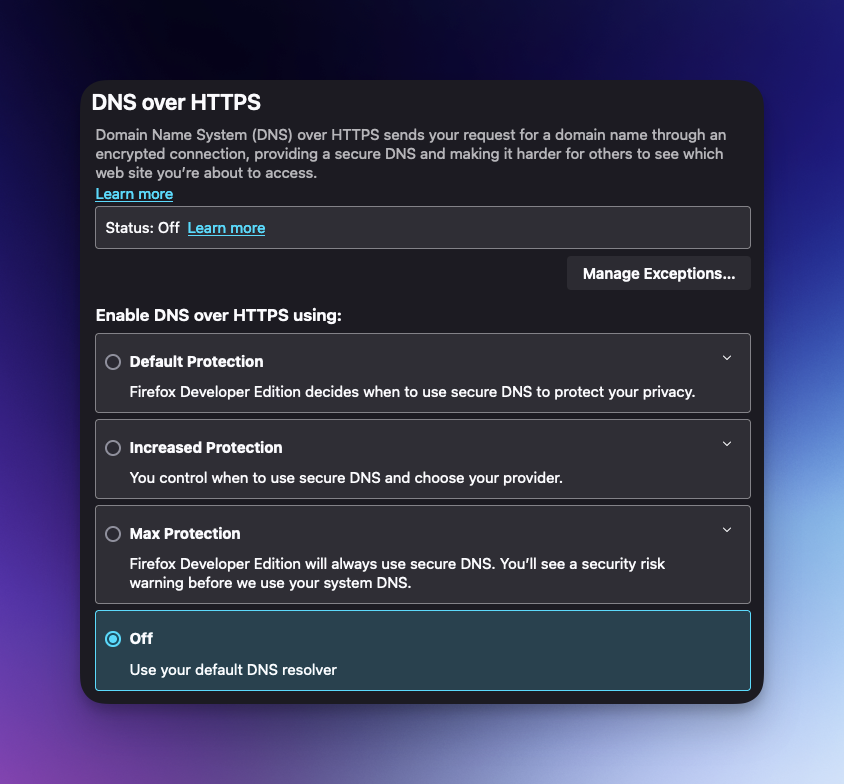 DNS over HTTPS
Domain Name System (DNS) over HTTPS sends your request for a domain name through an
encrypted connection, providing a secure DNS and making it harder for others to see which
web site you’re about to access.
Learn more
Status: Off Learn more
Manage Exceptions...
Enable DNS over HTTPS using:
Default Protection
Firefox Developer Edition decides when to use secure DNS to protect your privacy.
Increased Protection
You control when to use secure DNS and choose your provider.
Max Protection
Firefox Developer Edition will always use secure DNS. You’ll see a security risk
warning before we use your system DNS.
Off
Use your default DNS resolver